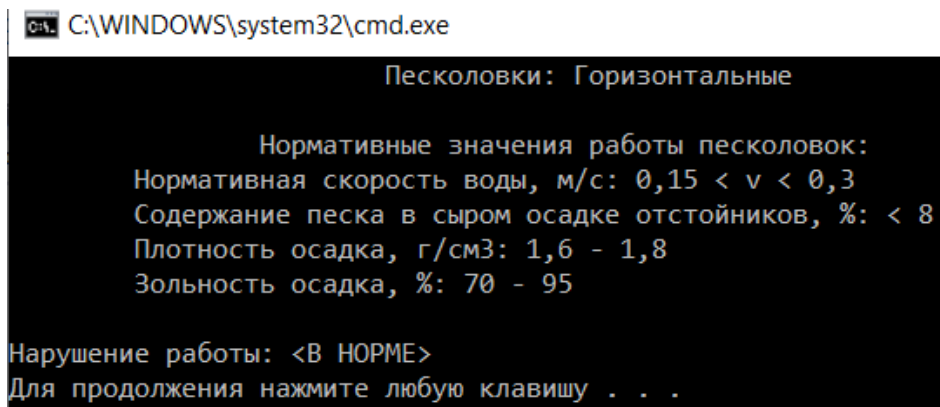 C:\WINDOWS\system32\cmd.exe
Песколовки: Горизонтальные
Нормативные значения работы песколовок:
Нормативная скорость воды, м/с: 0,15 < v < 0,3
Содержание песка в сыром осадке отстойников, %: < 8
Плотность осадка, г/см3: 1,6 - 1,8
Зольность осадка, %: 70 - 95
Нарушение работы: <В НОРМЕ>
Для продолжения нажмите любую клавишу . . .